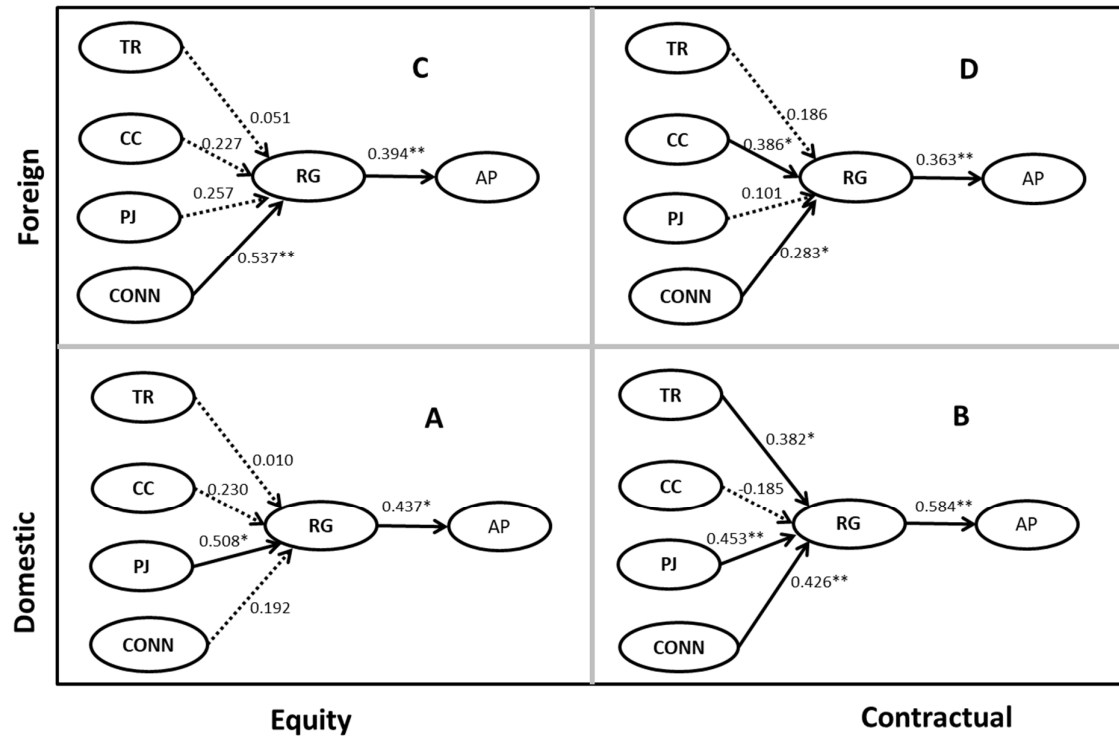 Foreign
TR
C
0.051
CC
0.227
RG
0.394**
AP
0.257
PJ
0.537**
CONN
TR
D
0.186
CC
0.386*
RG
0.363**
AP
0.101
PJ
0.283*
CONN
Domestic
TR
A
0.010
CC
0.230
RG
0.437*
AP
0.508*
PJ
0.192
CONN
TR
B
0.382*
CC
-0.185
RG
0.584**
AP
0.453**
PJ
0.426**
CONN
Equity
Contractual